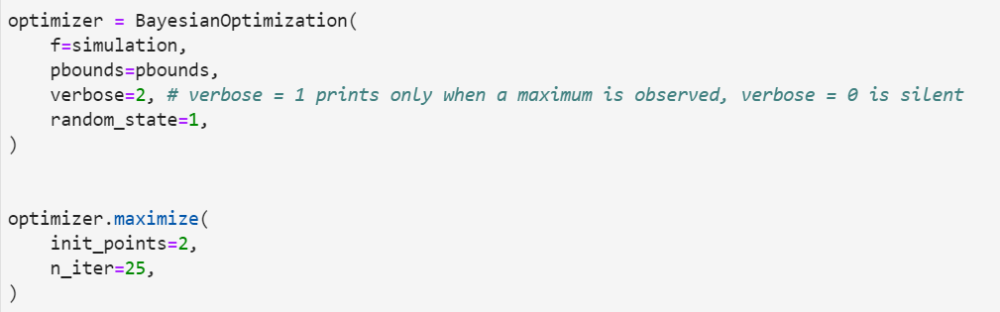 optimizer = BayesianOptimization(
    f=simulation,
    pbounds=pbounds,
    verbose=2, # verbose = 1 prints only when a maximum is observed, verbose = 0 is silent
    random_state=1,
)
optimizer.maximize(
    init_points=2,
    n_iter=25,
)